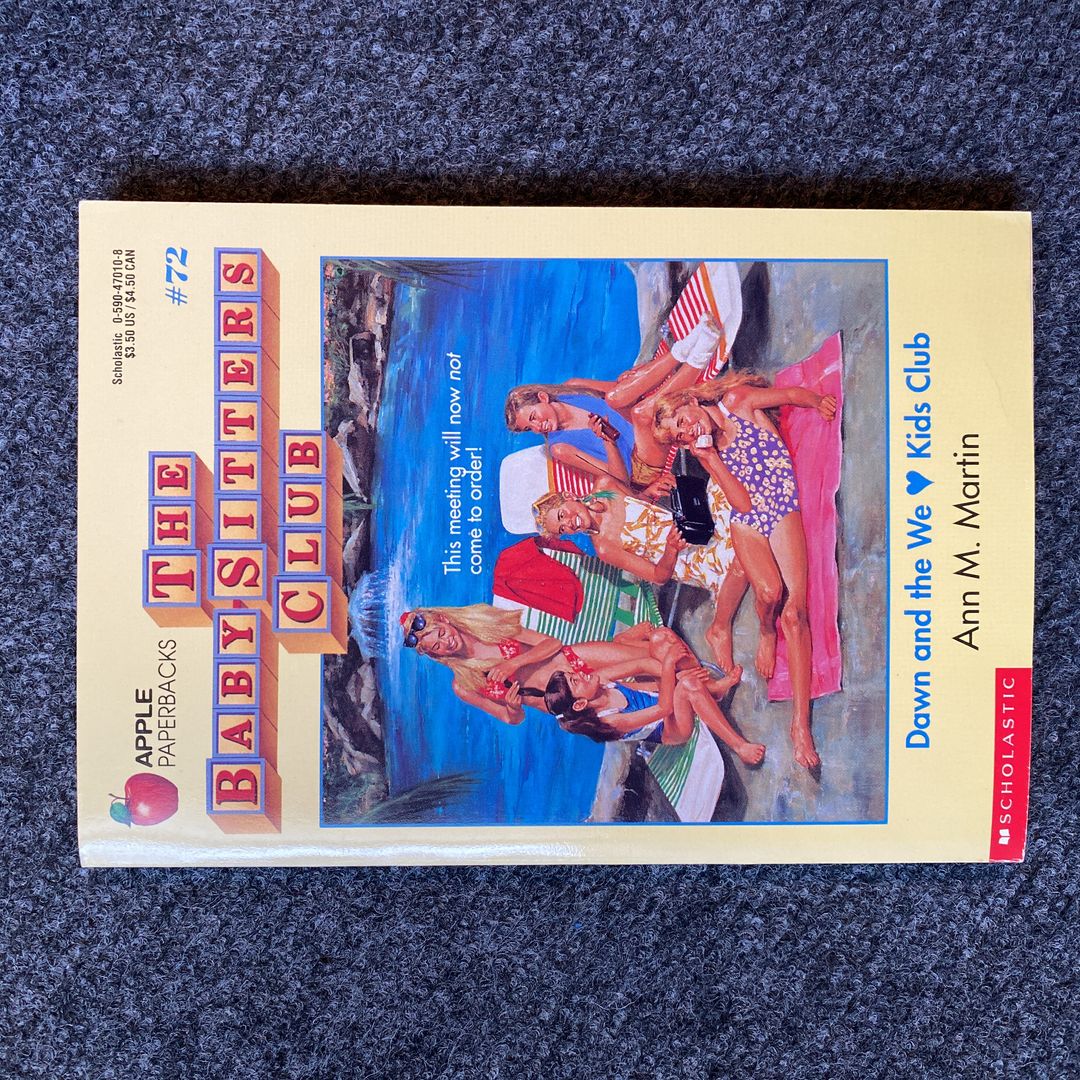 Scholastic 0-590-47010-8
$3.50 US / $4.50 CAN
APPLE
PAPERBACKS
#72
THE
BABY-SITTERS
CLUB
This meeting will now not
come to order!
Dawn and the We ♥ Kids Club
Ann M. Martin
SCHOLASTIC